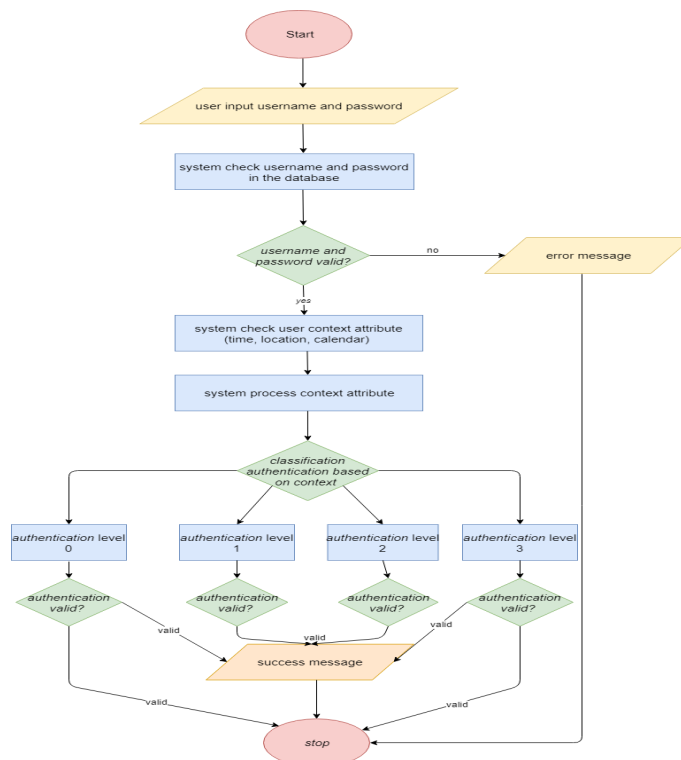 Start
user input username and password
system check username and password
in the database
username and
password valid?
no
error message
yes
system check user context attribute
(time, location, calendar)
system process context attribute
classification
authentication based
on context
authentication level
0
authentication level
1
authentication level
2
authentication level
3
authentication
valid?
authentication
valid?
authentication
valid?
authentication
valid?
valid
valid
valid
success message
valid
valid
stop